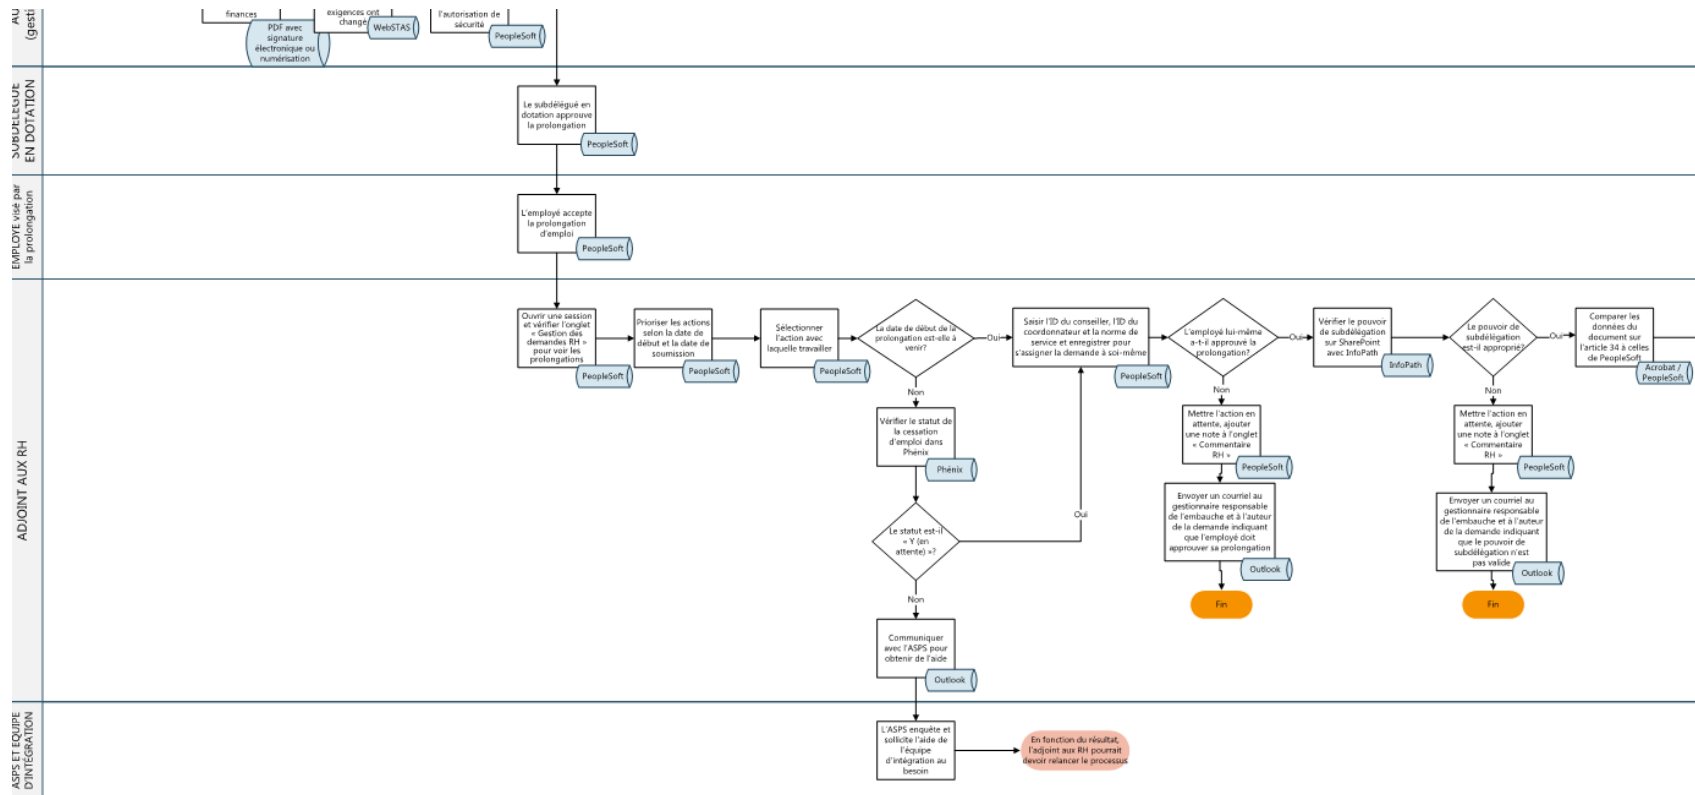 AU
(gesti
finances
PDF avec
signature
électronique ou
numérisation
exigences ont
changé
WebSTAS
l'autorisation de
sécurité
PeopleSoft
SUBDÉLÉGUÉ
EN DOTATION
Le subdélégué en
dotation approuve
la prolongation
PeopleSoft
EMPLOYÉ visé par
la prolongation
L'employé accepte
la prolongation
d'emploi
PeopleSoft
ADJOINT AUX RH
Ouvrir une session
et vérifier l'onglet
« Gestion des
demandes RH »
pour voir les
prolongations
PeopleSoft
Prioriser les actions
selon la date de
début et la date de
soumission
PeopleSoft
Sélectionner
l'action avec
laquelle travailler
PeopleSoft
La date de début de la
prolongation est-elle à
venir?
Oui
Non
Saisir l'ID du conseiller, l'ID du
coordonnateur et la norme de
service et enregistrer pour
s'assigner la demande à soi-même
PeopleSoft
L'employé lui-même
a-t-il approuvé la
prolongation?
Oui
Non
Vérifier le pouvoir
de subdélégation
sur SharePoint
avec InfoPath
InfoPath
Le pouvoir de
subdélégation
est-il approprié?
Oui
Non
Comparer les
données du
document sur
l'article 34 à celles
de PeopleSoft
Acrobat /
PeopleSoft
Vérifier le statut de
la cessation
d'emploi dans
Phénix
Phénix
Le statut est-il
« Y (en
attente) »?
Oui
Non
Communiquer
avec l'ASPS pour
obtenir de l'aide
Outlook
Mettre l'action en
attente, ajouter
une note à l'onglet
« Commentaire
RH »
PeopleSoft
Envoyer un courriel au
gestionnaire responsable
de l'embauche et à l'auteur
de la demande indiquant
que l'employé doit
approuver sa prolongation
Outlook
Fin
Mettre l'action en
attente, ajouter
une note à l'onglet
« Commentaire
RH »
PeopleSoft
Envoyer un courriel au
gestionnaire responsable
de l'embauche et à l'auteur
de la demande indiquant
que le pouvoir de
subdélégation n'est
pas valide
Outlook
Fin
ASPS ET ÉQUIPE
D'INTÉGRATION
L'ASPS enquête et
sollicite l'aide de
l'équipe
d'intégration au
besoin
En fonction du résultat,
l'adjoint aux RH pourrait
devoir relancer le processus